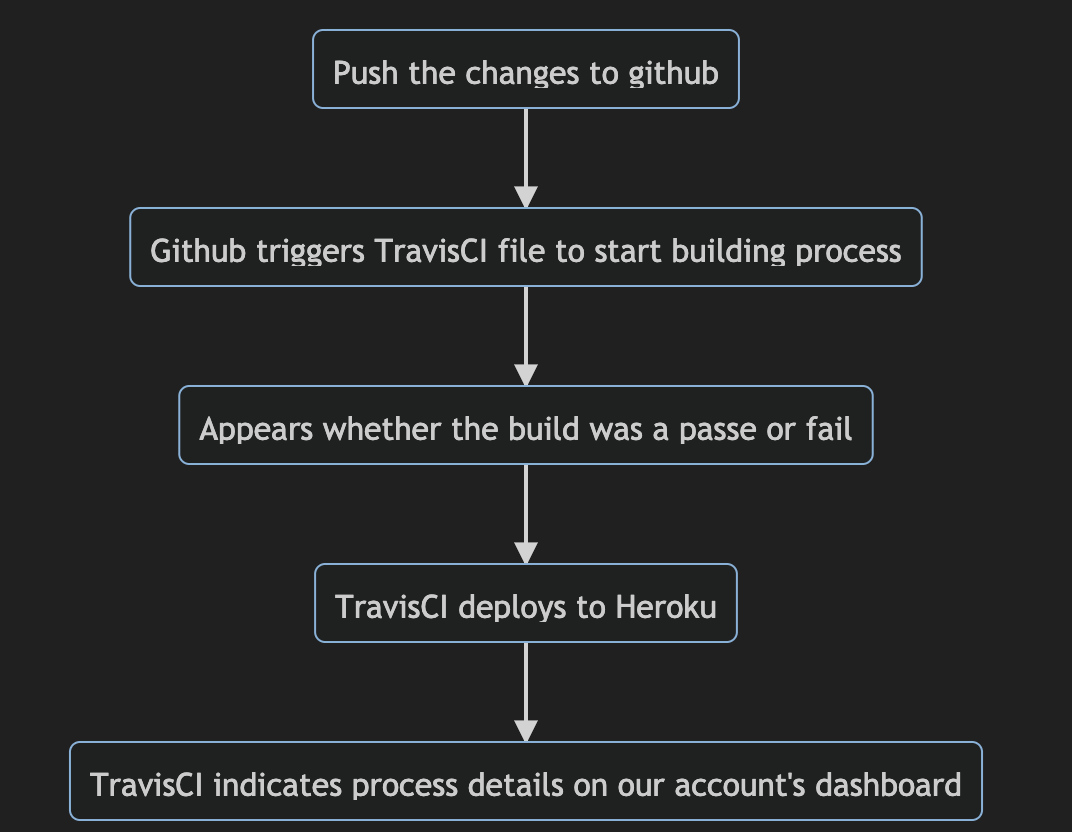 Push the changes to github
Github triggers TravisCI file to start building process
Appears whether the build was a passe or fail
TravisCI deploys to Heroku
TravisCI indicates process details on our account's dashboard